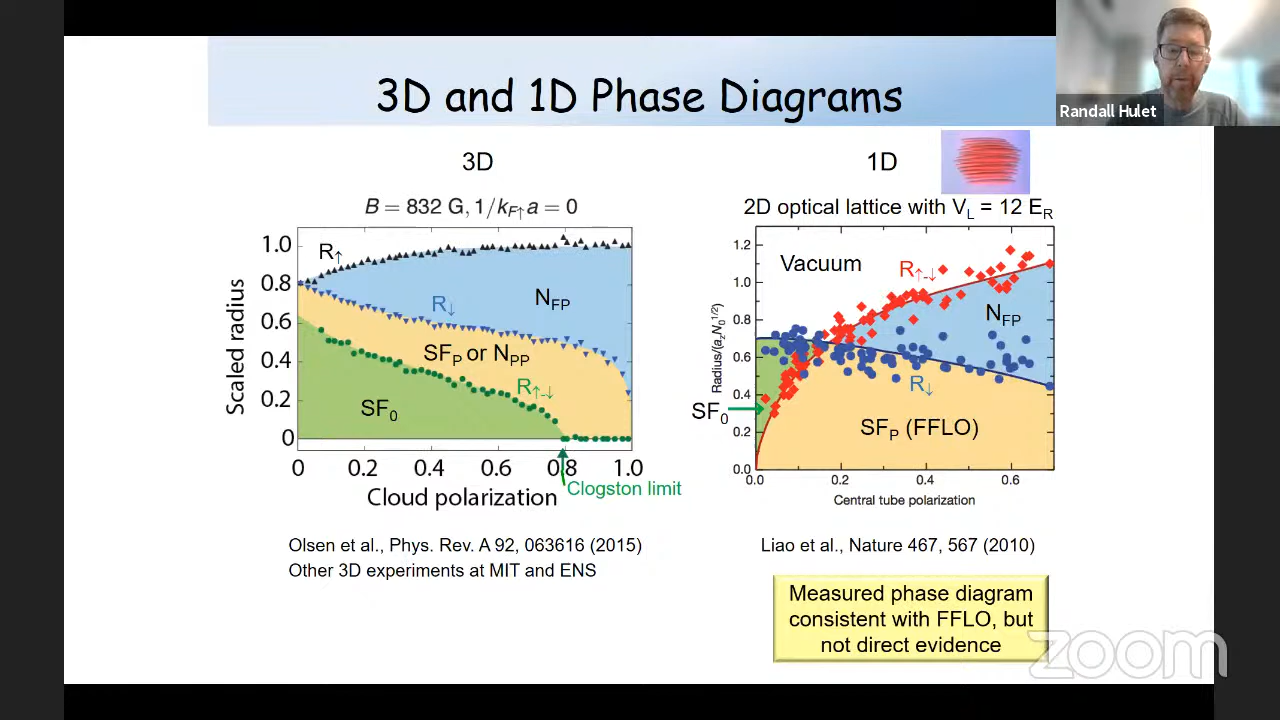 Randall Hulet
3D and 1D Phase Diagrams
3D
B = 832 G, 1/k_F↑a = 0
1.0
0.8
0.6
0.4
0.2
0
0
0.2
0.4
0.6
0.8
1.0
Scaled radius
Cloud polarization
R↑
R↓
N_FP
SF_P or N_PP
R↑-↓
SF_0
Clogston limit
Olsen et al., Phys. Rev. A 92, 063616 (2015)
Other 3D experiments at MIT and ENS
1D
2D optical lattice with V_L = 12 E_R
1.2
1.0
0.8
0.6
0.4
0.2
0.0
0.0
0.2
0.4
0.6
Radius/(a_zN_0^1/2)
Central tube polarization
Vacuum
R↑-↓
N_FP
R↓
SF_0
SF_P (FFLO)
Liao et al., Nature 467, 567 (2010)
Measured phase diagram
consistent with FFLO, but
not direct evidence
zoom